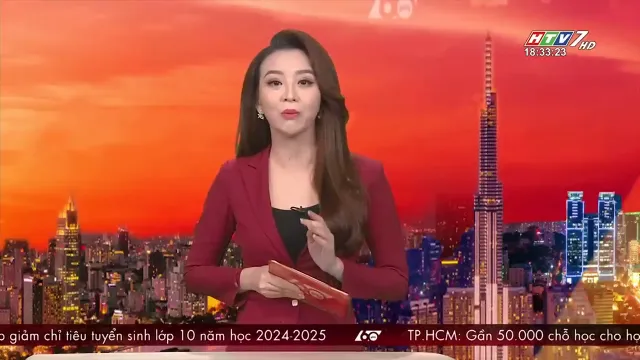 HTV7 HD
18:33:23
giảm chỉ tiêu tuyển sinh lớp 10 năm học 2024-2025 60 TP.HCM: Gần 50.000 chỗ học cho